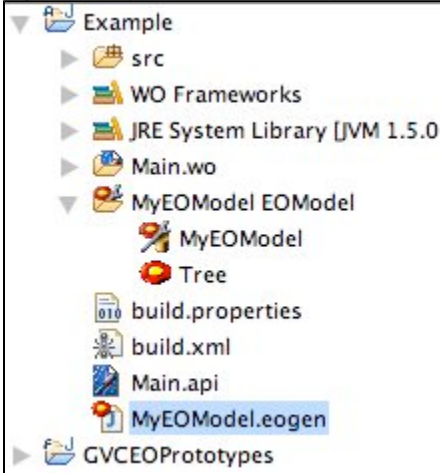 Example
src
WO Frameworks
JRE System Library [JVM 1.5.0
Main.wo
MyEOModel EOModel
MyEOModel
Tree
build.properties
build.xml
Main.api
MyEOModel.eogen
GVCEOPrototypes